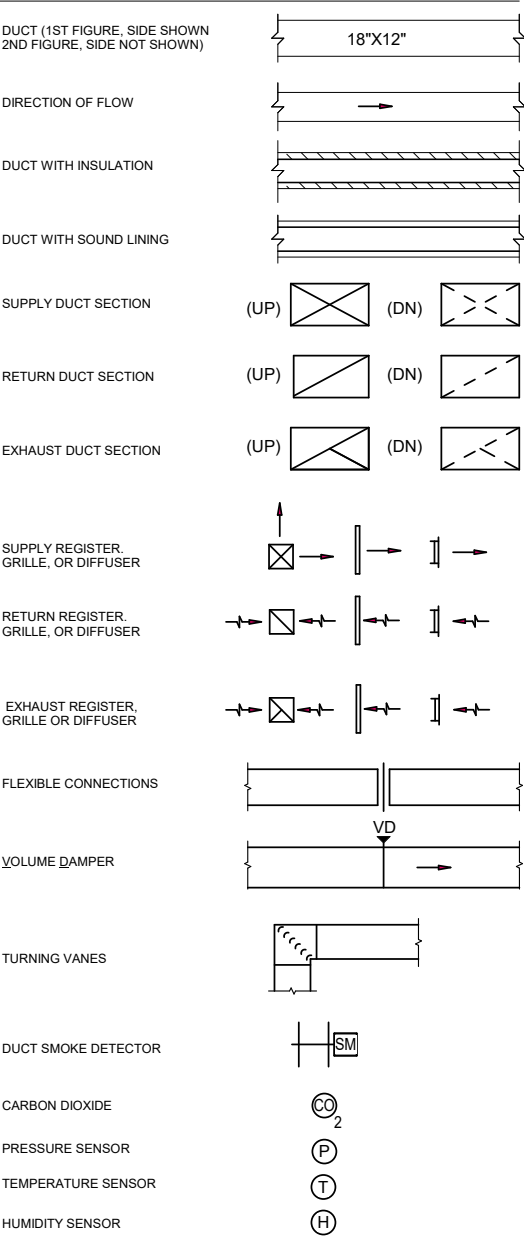 DUCT (1ST FIGURE, SIDE SHOWN
2ND FIGURE, SIDE NOT SHOWN)
18"X12"
DIRECTION OF FLOW
DUCT WITH INSULATION
DUCT WITH SOUND LINING
SUPPLY DUCT SECTION (UP) (DN)
RETURN DUCT SECTION (UP) (DN)
EXHAUST DUCT SECTION (UP) (DN)
SUPPLY REGISTER.
GRILLE, OR DIFFUSER
RETURN REGISTER.
GRILLE, OR DIFFUSER
EXHAUST REGISTER,
GRILLE OR DIFFUSER
FLEXIBLE CONNECTIONS
VD
VOLUME DAMPER
TURNING VANES
DUCT SMOKE DETECTOR SM
CARBON DIOXIDE CO2
PRESSURE SENSOR P
TEMPERATURE SENSOR T
HUMIDITY SENSOR H